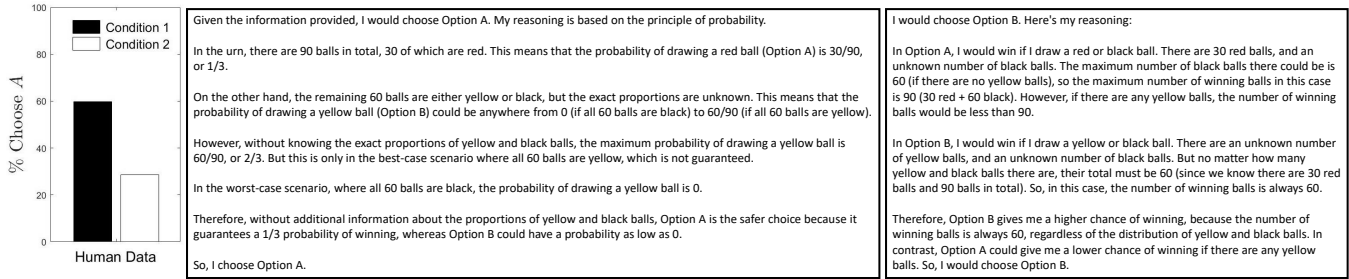 100
80
60
40
20
0
% Choose A
Condition 1
Condition 2
Human Data
Given the information provided, I would choose Option A. My reasoning is based on the principle of probability.
In the urn, there are 90 balls in total, 30 of which are red. This means that the probability of drawing a red ball (Option A) is 30/90,
or 1/3.
On the other hand, the remaining 60 balls are either yellow or black, but the exact proportions are unknown. This means that the
probability of drawing a yellow ball (Option B) could be anywhere from 0 (if all 60 balls are black) to 60/90 (if all 60 balls are yellow).
However, without knowing the exact proportions of yellow and black balls, the maximum probability of drawing a yellow ball is
60/90, or 2/3. But this is only in the best-case scenario where all 60 balls are yellow, which is not guaranteed.
In the worst-case scenario, where all 60 balls are black, the probability of drawing a yellow ball is 0.
Therefore, without additional information about the proportions of yellow and black balls, Option A is the safer choice because it
guarantees a 1/3 probability of winning, whereas Option B could have a probability as low as 0.
So, I choose Option A.
I would choose Option B. Here's my reasoning:
In Option A, I would win if I draw a red or black ball. There are 30 red balls, and an
unknown number of black balls. The maximum number of black balls there could be is
60 (if there are no yellow balls), so the maximum number of winning balls in this case
is 90 (30 red + 60 black). However, if there are any yellow balls, the number of winning
balls would be less than 90.
In Option B, I would win if I draw a yellow or black ball. There are an unknown number
of yellow balls, and an unknown number of black balls. But no matter how many
yellow and black balls there are, their total must be 60 (since we know there are 30 red
balls and 90 balls in total). So, in this case, the number of winning balls is always 60.
Therefore, Option B gives me a higher chance of winning, because the number of
winning balls is always 60, regardless of the distribution of yellow and black balls. In
contrast, Option A could give me a lower chance of winning if there are any yellow
balls. So, I would choose Option B.